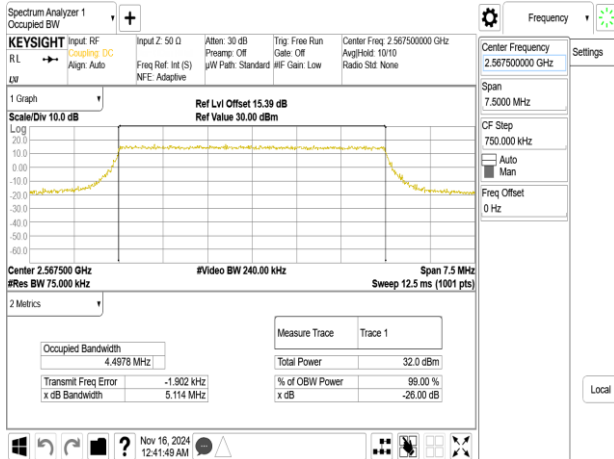 Spectrum Analyzer 1
Occupied BW
+
Frequency
KEYSIGHT Input: RF Input Z: 50 Ω Atten: 30 dB Trig: Free Run Center Freq: 2.567500000 GHz
RL Coupling: DC Preamp: Off Gate: Off Avg|Hold: 10/10
Align: Auto Freq Ref: Int (S) µW Path: Standard #IF Gain: Low Radio Std: None
LXI NFE: Adaptive
Center Frequency
2.567500000 GHz
Settings
Span
7.5000 MHz
CF Step
750.000 kHz
Auto
Man
Freq Offset
0 Hz
Local
1 Graph
Ref Lvl Offset 15.39 dB
Scale/Div 10.0 dB Ref Value 30.00 dBm
Log
20.0
10.0
0.00
-10.0
-20.0
-30.0
-40.0
-50.0
-60.0
Center 2.567500 GHz #Video BW 240.00 kHz Span 7.5 MHz
#Res BW 75.000 kHz Sweep 12.5 ms (1001 pts)
2 Metrics
Measure Trace Trace 1
Occupied Bandwidth
4.4978 MHz Total Power 32.0 dBm
Transmit Freq Error -1.902 kHz % of OBW Power 99.00 %
x dB Bandwidth 5.114 MHz x dB -26.00 dB
? Nov 16, 2024
12:41:49 AM